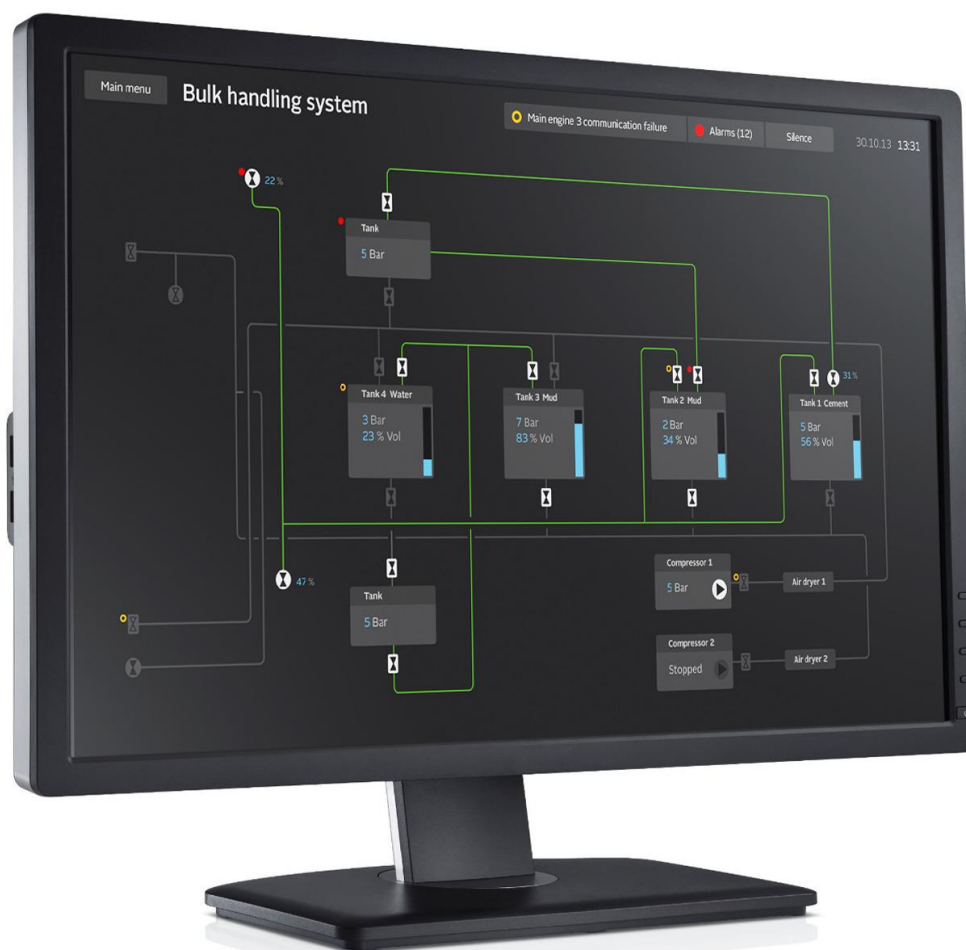 Main menu
Bulk handling system
Main engine 3 communication failure
Alarms (12)
Silence
30.10.13 13:31
22 %
Tank
5 Bar
31 %
Tank 4 Water
3 Bar
23 % Vol
Tank 3 Mud
7 Bar
83 % Vol
Tank 2 Mud
2 Bar
34 % Vol
Tank 1 Cement
5 Bar
56 % Vol
47 %
Tank
5 Bar
Compressor 1
5 Bar
Air dryer 1
Compressor 2
Stopped
Air dryer 2